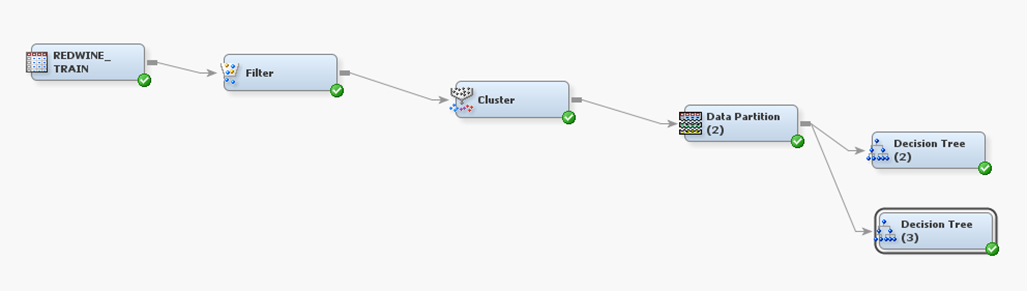 REDWINE_
TRAIN
Filter
Cluster
Data Partition
(2)
Decision Tree
(2)
Decision Tree
(3)